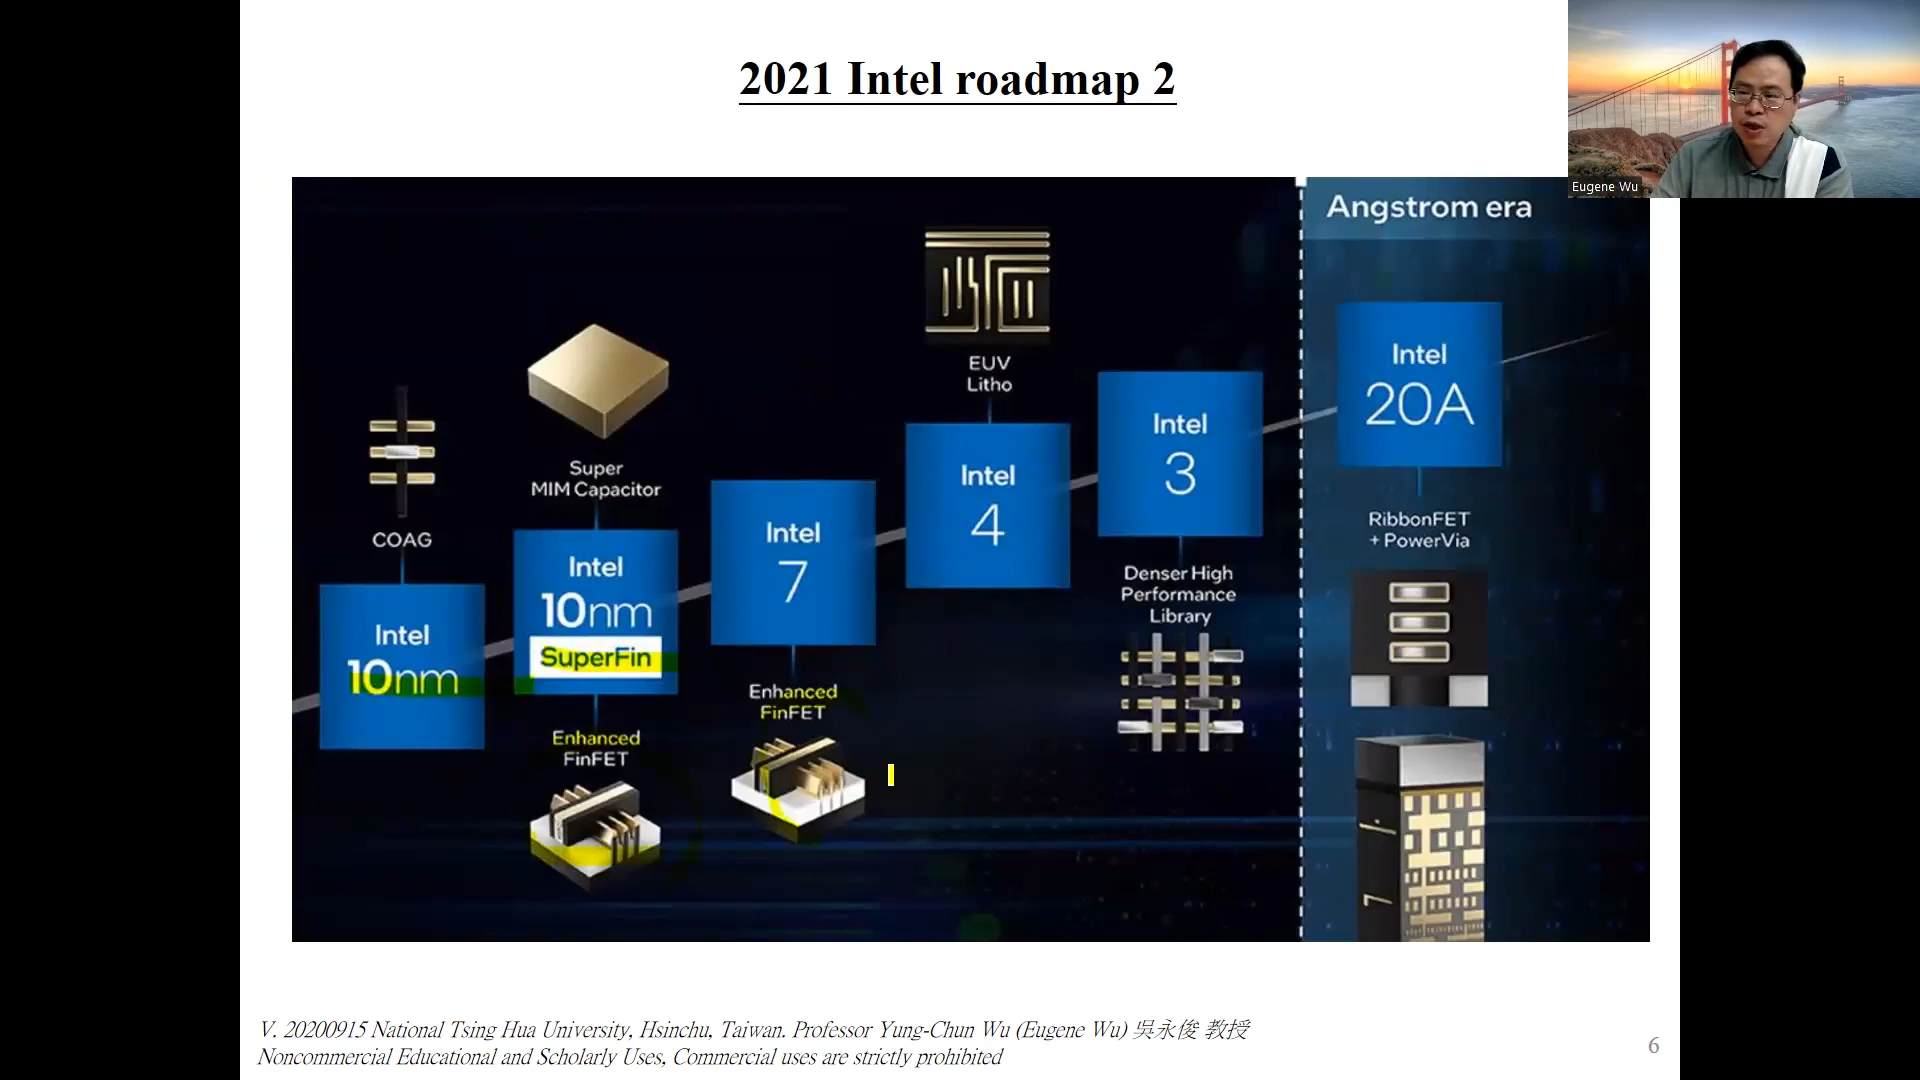 2021 Intel roadmap 2
Eugene Wu
Angstrom era
EUV
Litho
Intel
20A
Intel
3
Super
MIM Capacitor
Intel
4
RibbonFET
+ PowerVia
COAG
Intel
7
Intel
10nm
SuperFin
Denser High
Performance
Library
Intel
10nm
Enhanced
FinFET
Enhanced
FinFET
V. 20200915 National Tsing Hua University, Hsinchu, Taiwan. Professor Yung-Chun Wu (Eugene Wu) 吳永俊 教授
Noncommercial Educational and Scholarly Uses, Commercial uses are strictly prohibited
6